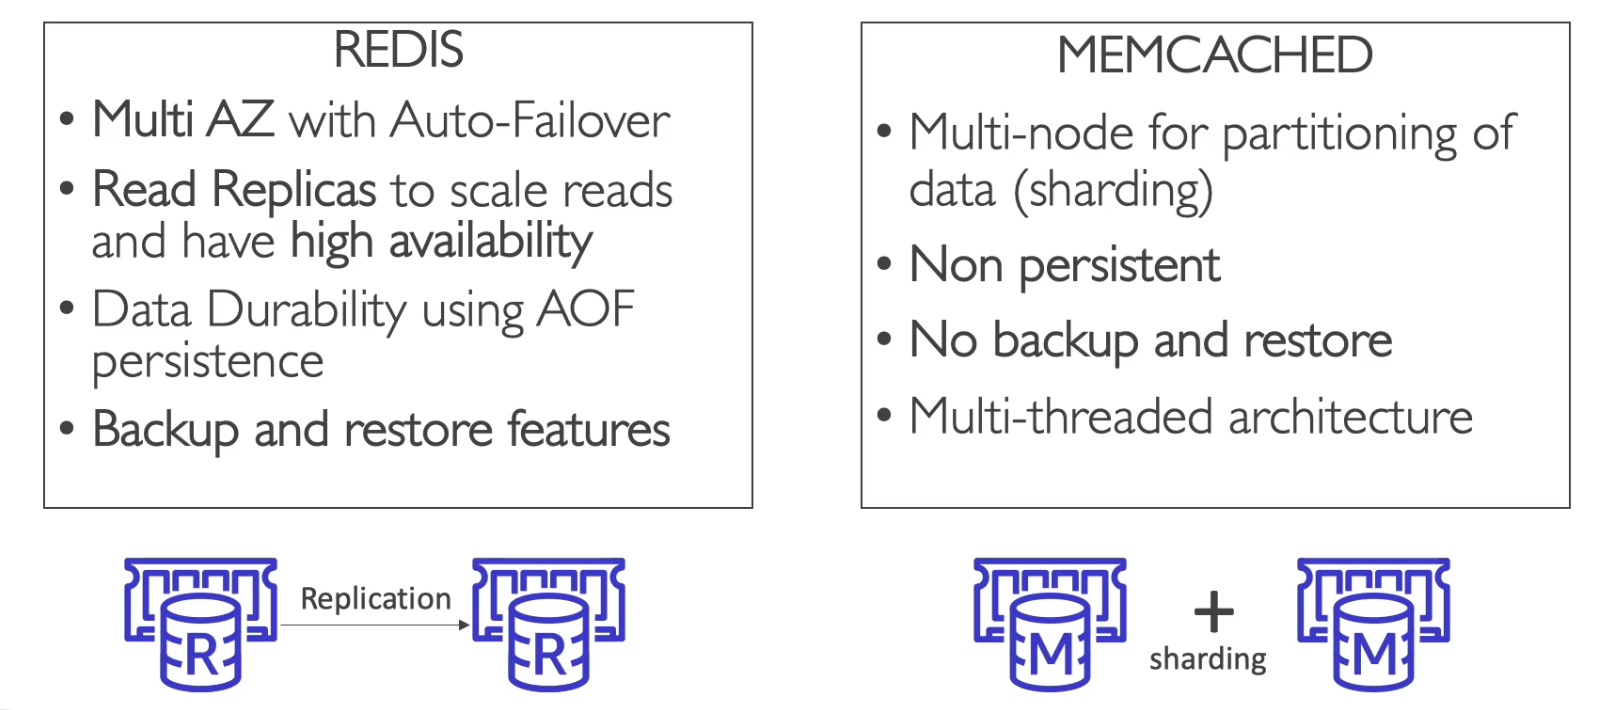 REDIS
• Multi AZ with Auto-Failover
• Read Replicas to scale reads
and have high availability
• Data Durability using AOF
persistence
• Backup and restore features
MEMCACHED
• Multi-node for partitioning of
data (sharding)
• Non persistent
• No backup and restore
• Multi-threaded architecture
R
Replication
R
M
+
sharding
M